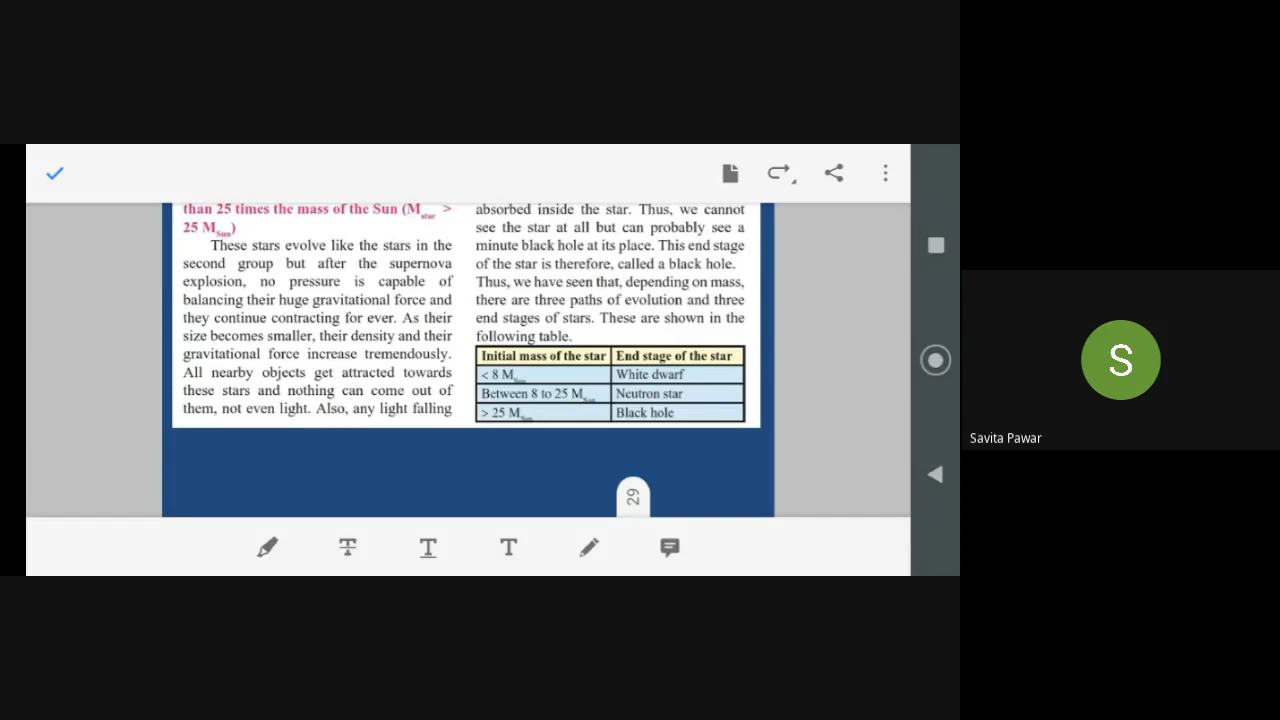 than 25 times the mass of the Sun (Mstar >
25 MSun)
These stars evolve like the stars in the
second group but after the supernova
explosion, no pressure is capable of
balancing their huge gravitational force and
they continue contracting for ever. As their
size becomes smaller, their density and their
gravitational force increase tremendously.
All nearby objects get attracted towards
these stars and nothing can come out of
them, not even light. Also, any light falling
absorbed inside the star. Thus, we cannot
see the star at all but can probably see a
minute black hole at its place. This end stage
of the star is therefore, called a black hole.
Thus, we have seen that, depending on mass,
there are three paths of evolution and three
end stages of stars. These are shown in the
following table.
Initial mass of the star End stage of the star
< 8 MSun White dwarf
Between 8 to 25 MSun Neutron star
> 25 MSun Black hole
29
S
Savita Pawar